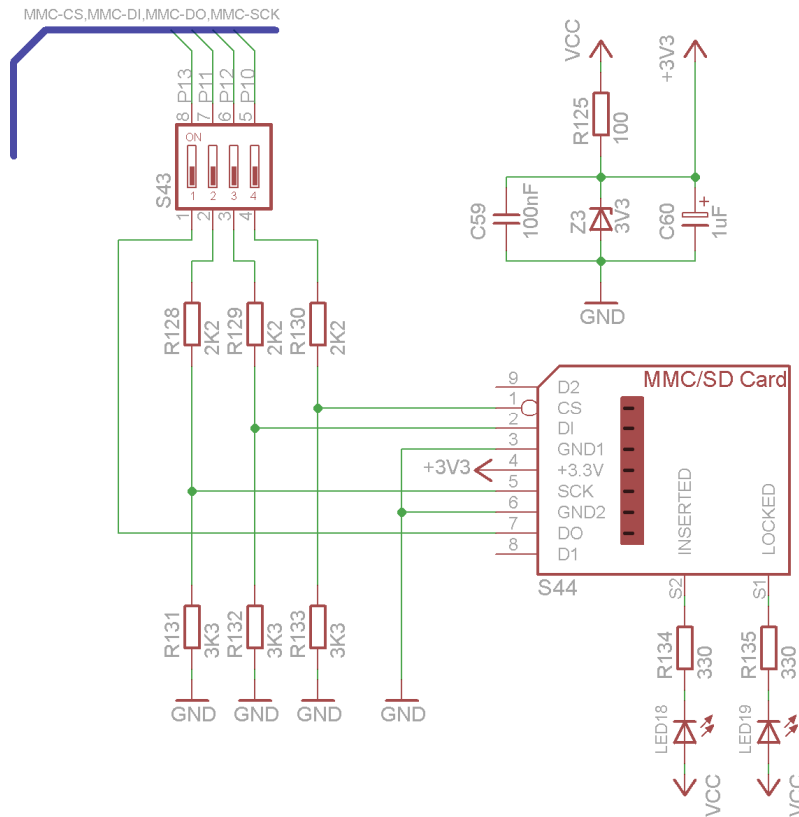 MMC-CS,MMC-DI,MMC-DO,MMC-SCK
P13 P11 P12 P10
8 7 6 5
ON
1 2 3 4
S43
1 2 3 4
VCC
+3V3
R125
100
C59
100nF
Z3
3V3
C60
+
1uF
GND
R128
2K2
R129
2K2
R130
2K2
MMC/SD Card
9 D2
1 CS
2 DI
3 GND1
+3V3
4 +3.3V
5 SCK
6 GND2
7 DO
8 D1
INSERTED
LOCKED
S44
S2
S1
R131
3K3
R132
3K3
R133
3K3
R134
330
R135
330
GND GND GND GND
LED18
LED19
VCC
VCC